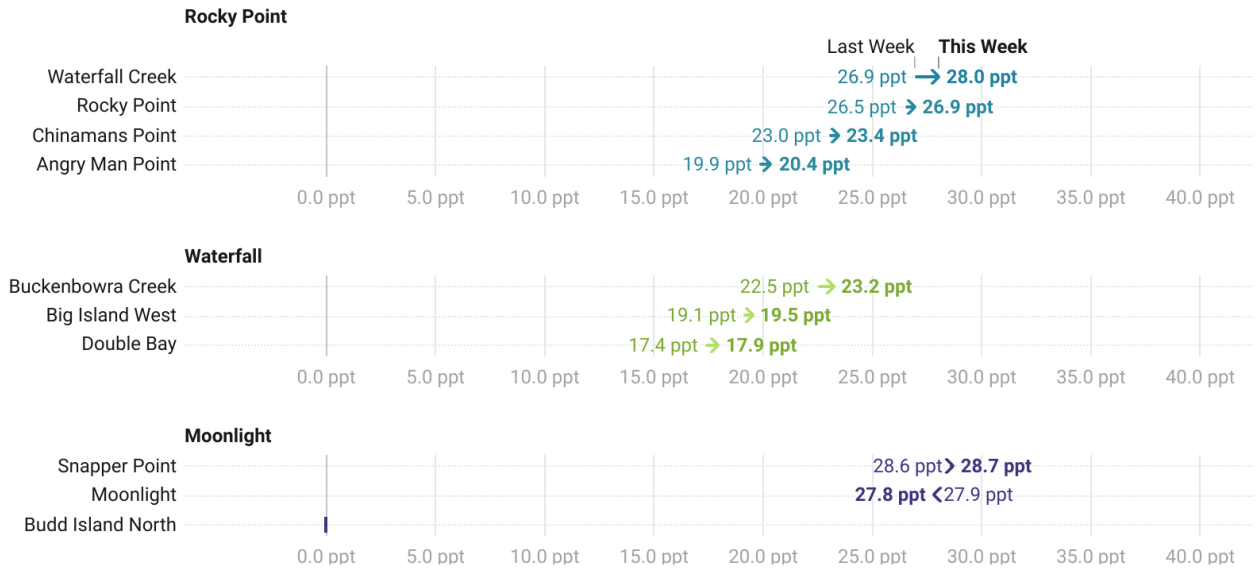 Rocky Point
Last Week This Week
Waterfall Creek 26.9 ppt 28.0 ppt
Rocky Point 26.5 ppt 26.9 ppt
Chinamans Point 23.0 ppt 23.4 ppt
Angry Man Point 19.9 ppt 20.4 ppt
0.0 ppt 5.0 ppt 10.0 ppt 15.0 ppt 20.0 ppt 25.0 ppt 30.0 ppt 35.0 ppt 40.0 ppt
Waterfall
Buckenbowra Creek 22.5 ppt 23.2 ppt
Big Island West 19.1 ppt 19.5 ppt
Double Bay 17.4 ppt 17.9 ppt
0.0 ppt 5.0 ppt 10.0 ppt 15.0 ppt 20.0 ppt 25.0 ppt 30.0 ppt 35.0 ppt 40.0 ppt
Moonlight
Snapper Point 28.6 ppt 28.7 ppt
Moonlight 27.8 ppt 27.9 ppt
Budd Island North
0.0 ppt 5.0 ppt 10.0 ppt 15.0 ppt 20.0 ppt 25.0 ppt 30.0 ppt 35.0 ppt 40.0 ppt